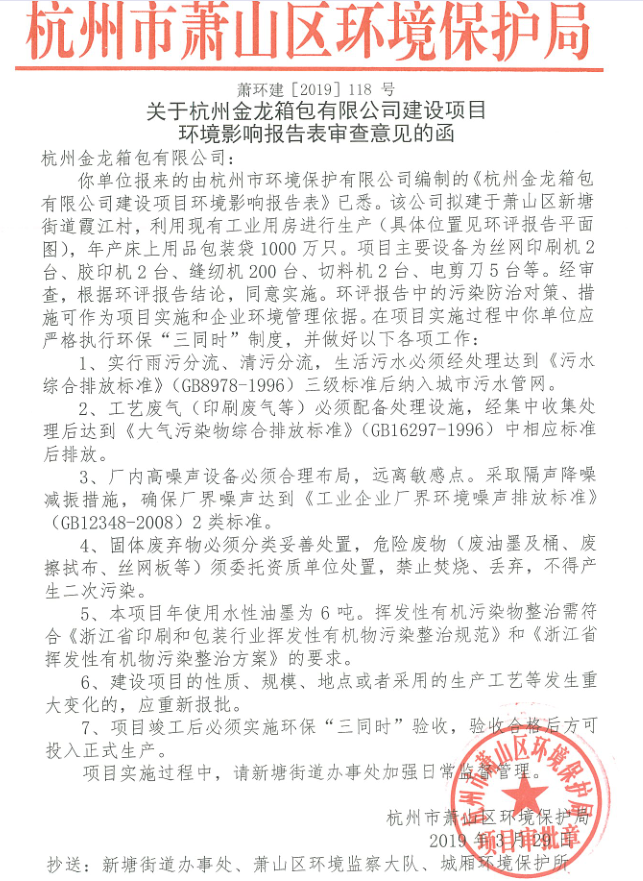 杭州市萧山区环境保护局
萧环建［2019］118 号
关于杭州金龙箱包有限公司建设项目
环境影响报告表审查意见的函
杭州金龙箱包有限公司：
你单位报来的由杭州市环境保护有限公司编制的《杭州金龙箱包
有限公司建设项目环境影响报告表》已悉。该公司拟建于萧山区新塘
街道霞江村，利用现有工业用房进行生产（具体位置见环评报告平面
图），年产床上用品包装袋 1000 万只。项目主要设备为丝网印刷机 2
台、胶印机 2 台、缝纫机 200 台、切料机 2 台、电剪刀 5 台等。经审
查，根据环评报告结论，同意实施。环评报告中的污染防治对策、措
施可作为项目实施和企业环境管理依据。在项目实施过程中你单位应
严格执行环保“三同时”制度，并做好以下各项工作：
1、实行雨污分流、清污分流，生活污水必须经处理达到《污水
综合排放标准》（GB8978-1996）三级标准后纳入城市污水管网。
2、工艺废气（印刷废气等）必须配备处理设施，经集中收集处
理后达到《大气污染物综合排放标准》（GB16297-1996）中相应标准
后排放。
3、厂内高噪声设备必须合理布局，远离敏感点。采取隔声降噪
减振措施，确保厂界噪声达到《工业企业厂界环境噪声排放标准》
（GB12348-2008）2 类标准。
4、固体废弃物必须分类妥善处置，危险废物（废油墨及桶、废
擦拭布、丝网板等）须委托资质单位处置，禁止焚烧、丢弃，不得产
生二次污染。
5、本项目年使用水性油墨为 6 吨。挥发性有机污染物整治需符
合《浙江省印刷和包装行业挥发性有机物污染整治规范》和《浙江省
挥发性有机物污染整治方案》的要求。
6、建设项目的性质、规模、地点或者采用的生产工艺等发生重
大变化的，应重新报批。
7、项目竣工后必须实施环保“三同时”验收，验收合格后方可
投入正式生产。
项目实施过程中，请新塘街道办事处加强日常监督管理。
杭州市萧山区环境保护局
2019 年 3 月 29 日
杭州市萧山区环境保护局
项目审批章
抄送：新塘街道办事处、萧山区环境监察大队、城厢环境保护所